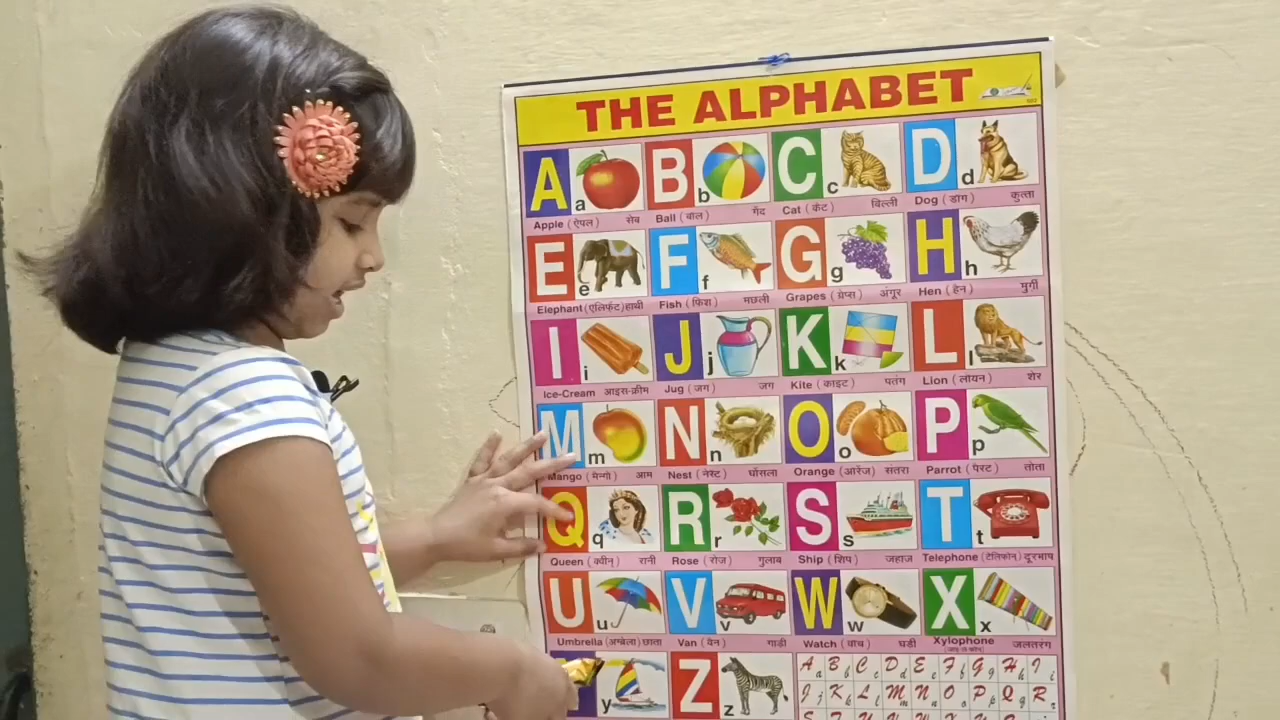 THE ALPHABET
A a B b C c D d
Apple (ऐपल) सेब Ball (बाल) गेंद Cat (केट) बिल्ली Dog (डाग) कुत्ता
E e F f G g H h
Elephant (एलिफेंट) हाथी Fish (फिश) मछली Grapes (ग्रेप्स) अंगूर Hen (हेन) मुर्गी
I i J j K k L l
Ice-Cream आइस-क्रीम Jug (जग) जग Kite (काइट) पतंग Lion (लायन) शेर
M m N n O o P p
Mango (मैन्गो) आम Nest (नेस्ट) घोंसला Orange (आरेंज) संतरा Parrot (पैरट) तोता
Q q R r S s T t
Queen (क्वीन) रानी Rose (रोज) गुलाब Ship (शिप) जहाज Telephone (टेलिफोन) दूरभाष
U u V v W w X x
Umbrella (अम्ब्रेला) छाता Van (वैन) गाड़ी Watch (वाच) घडी Xylophone जलतरंग
y Z z
A B b C c D d E e F f G g H h I i
J j K k L l M m N n O o P p Q q R r